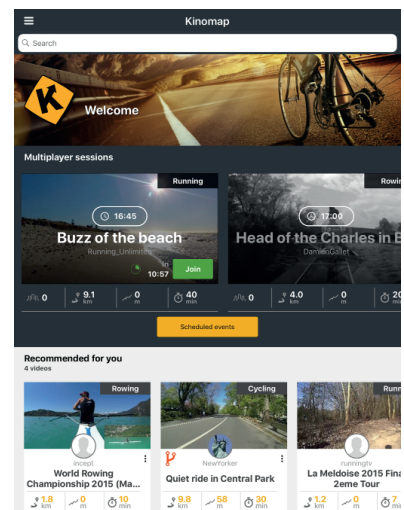 Kinomap
Search
Welcome
Multiplayer sessions
Running
16:45
Buzz of the beach
Running_Unlimited
in
10:57
Join
0
9.1
km
0
m
40
min
Rowin
17:00
Head of the Charles in B
DamienGallet
0
4.0
km
0
m
20
min
Scheduled events
Recommended for you
4 videos
Rowing
incept
World Rowing
Championship 2015 (Ma...
1.8
km
0
m
10
min
Cycling
NewYorker
Quiet ride in Central Park
9.8
km
58
m
30
min
Runn
runningtv
La Meldoise 2015 Fina
2eme Tour
1.2
km
0
m
7
min